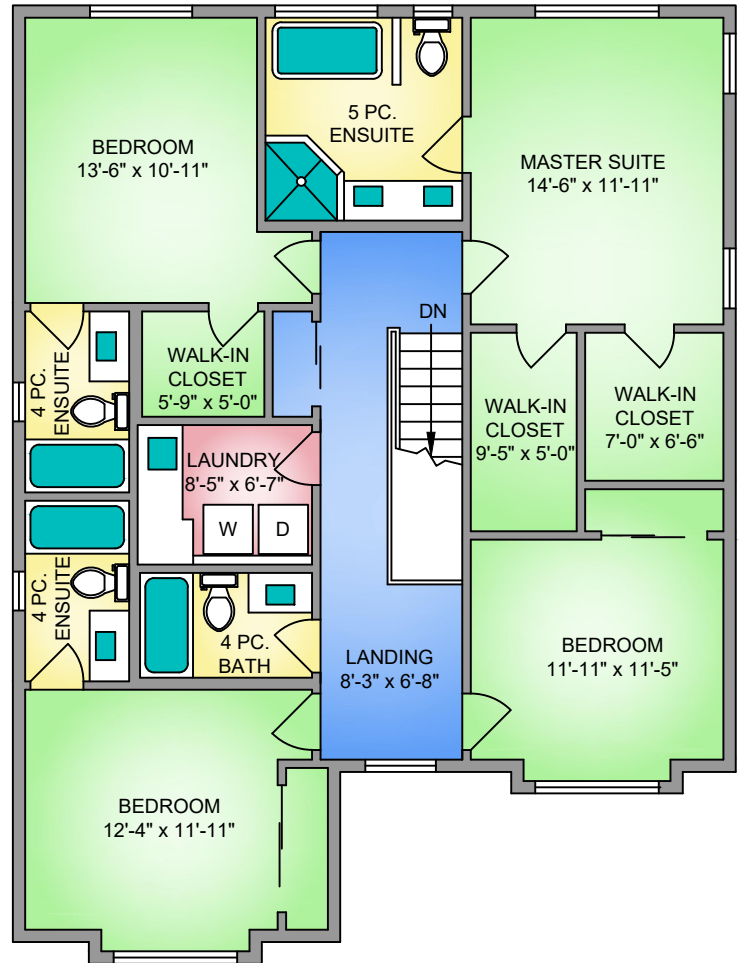 5 PC.
ENSUITE
BEDROOM
13'-6" x 10'-11"
MASTER SUITE
14'-6" x 11'-11"
DN
4 PC.
ENSUITE
WALK-IN
CLOSET
5'-9" x 5'-0"
WALK-IN
CLOSET
9'-5" x 5'-0"
WALK-IN
CLOSET
7'-0" x 6'-6"
LAUNDRY
8'-5" x 6'-7"
W
D
4 PC.
ENSUITE
4 PC.
BATH
LANDING
8'-3" x 6'-8"
BEDROOM
11'-11" x 11'-5"
BEDROOM
12'-4" x 11'-11"